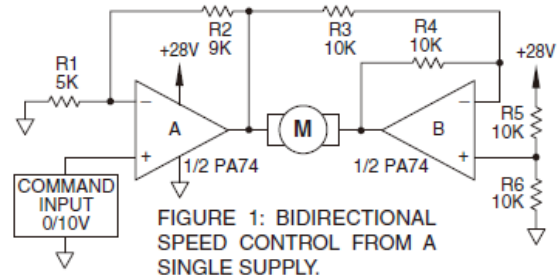 R2
9K
R3
10K
R4
10K
+28V
+28V
R1
5K
R5
10K
R6
10K
−
A
+
M
−
B
+
1/2 PA74
1/2 PA74
COMMAND
INPUT
0/10V
FIGURE 1: BIDIRECTIONAL
SPEED CONTROL FROM A
SINGLE SUPPLY.